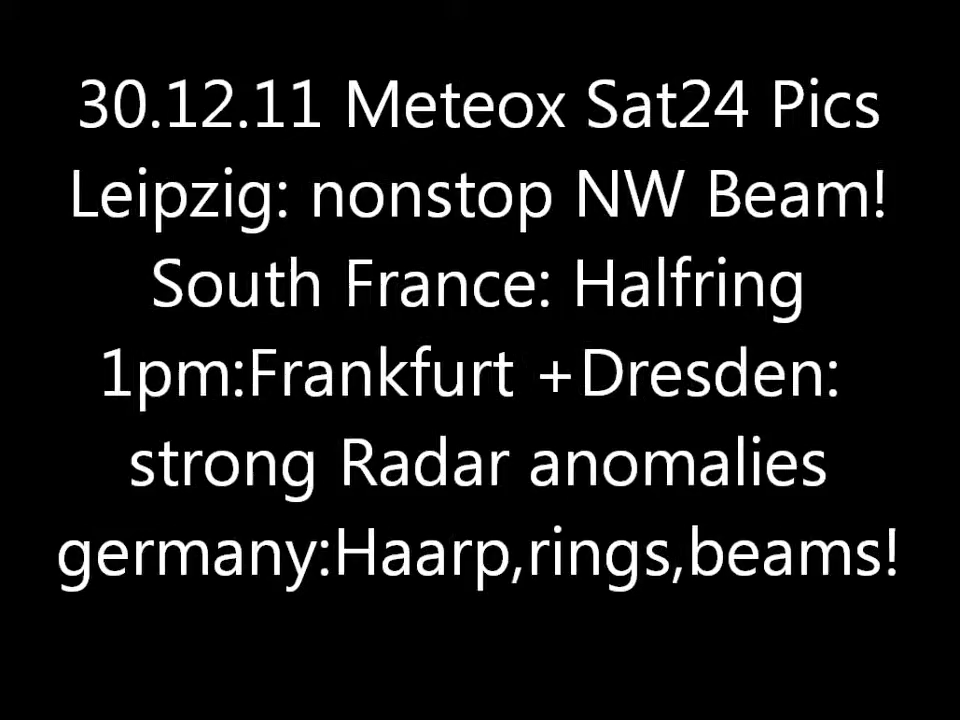 30.12.11 Meteox Sat24 Pics
Leipzig: nonstop NW Beam!
South France: Halfring
1pm:Frankfurt +Dresden:
strong Radar anomalies
germany:Haarp,rings,beams!